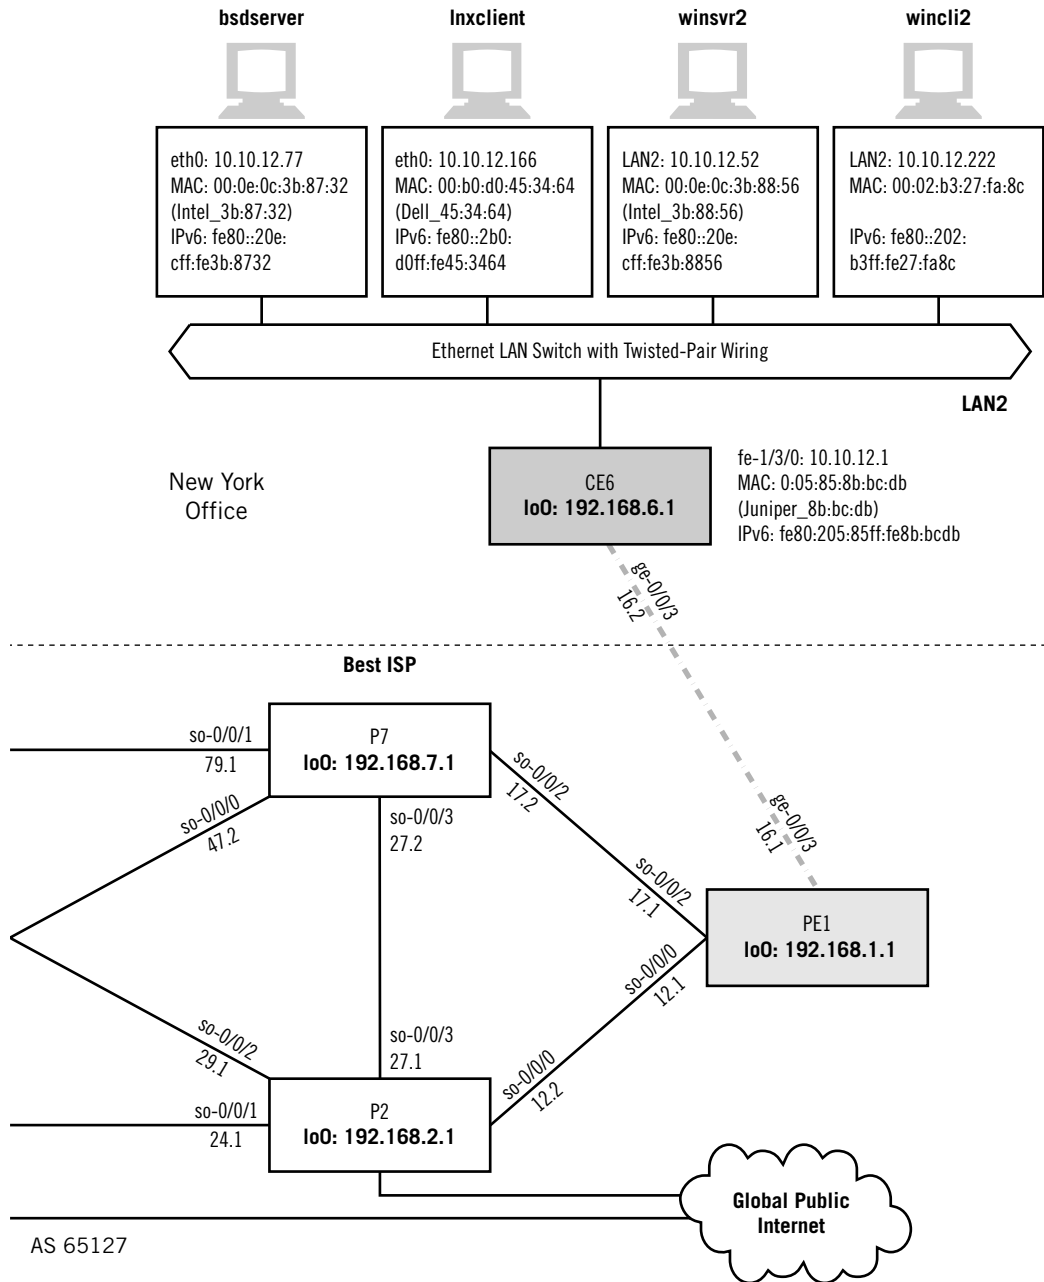 bsdserver
lnxclient
winsvr2
wincli2
eth0: 10.10.12.77
MAC: 00:0e:0c:3b:87:32
(Intel_3b:87:32)
IPv6: fe80::20e:
cff:fe3b:8732
eth0: 10.10.12.166
MAC: 00:b0:d0:45:34:64
(Dell_45:34:64)
IPv6: fe80::2b0:
d0ff:fe45:3464
LAN2: 10.10.12.52
MAC: 00:0e:0c:3b:88:56
(Intel_3b:88:56)
IPv6: fe80::20e:
cff:fe3b:8856
LAN2: 10.10.12.222
MAC: 00:02:b3:27:fa:8c
IPv6: fe80::202:
b3ff:fe27:fa8c
Ethernet LAN Switch with Twisted-Pair Wiring
LAN2
New York
Office
CE6
lo0: 192.168.6.1
fe-1/3/0: 10.10.12.1
MAC: 0:05:85:8b:bc:db
(Juniper_8b:bc:db)
IPv6: fe80:205:85ff:fe8b:bcdb
ge-0/0/3
16.2
Best ISP
so-0/0/1
79.1
P7
lo0: 192.168.7.1
so-0/0/2
17.2
so-0/0/0
47.2
so-0/0/3
27.2
ge-0/0/3
16.1
so-0/0/2
17.1
PE1
lo0: 192.168.1.1
so-0/0/0
12.1
so-0/0/2
29.1
so-0/0/3
27.1
so-0/0/0
12.2
so-0/0/1
24.1
P2
lo0: 192.168.2.1
Global Public
Internet
AS 65127